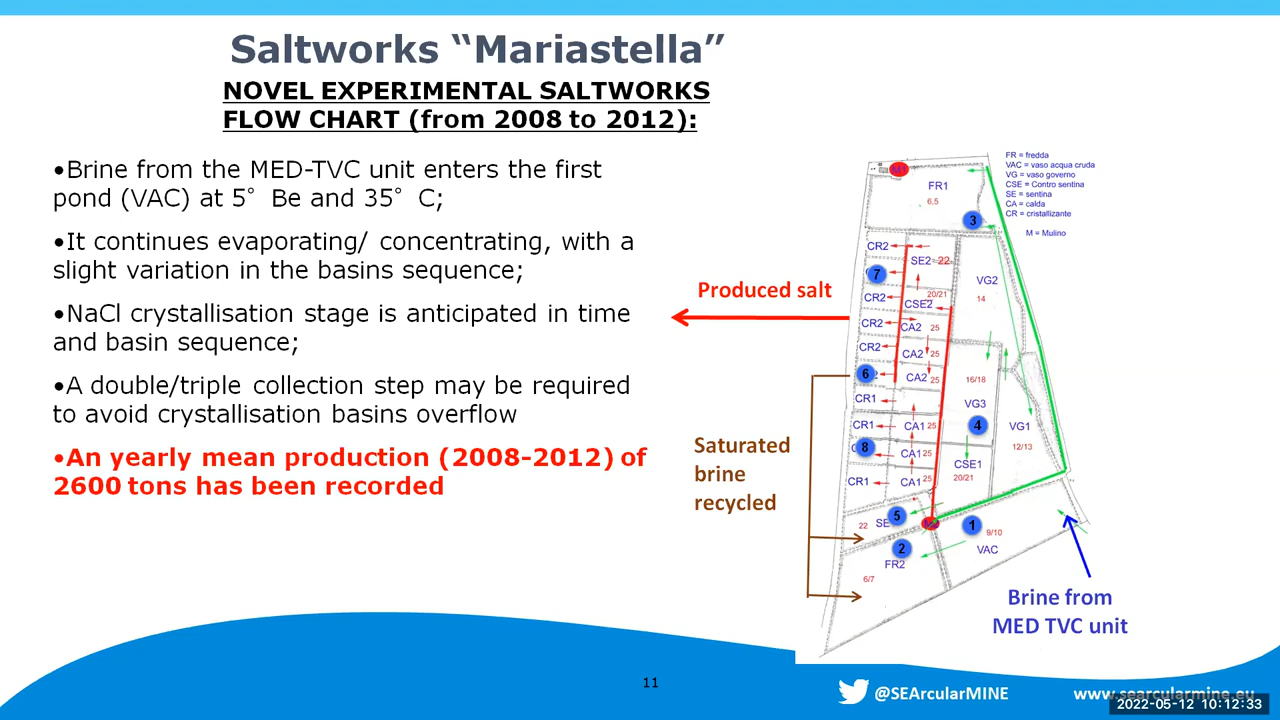 Saltworks “Mariastella”
NOVEL EXPERIMENTAL SALTWORKS
FLOW CHART (from 2008 to 2012):
•Brine from the MED-TVC unit enters the first
pond (VAC) at 5° Be and 35° C;
•It continues evaporating/ concentrating, with a
slight variation in the basins sequence;
•NaCl crystallisation stage is anticipated in time
and basin sequence;
•A double/triple collection step may be required
to avoid crystallisation basins overflow
•An yearly mean production (2008-2012) of
2600 tons has been recorded
Produced salt
Saturated
brine
recycled
FR = fredda
VAC = vaso acqua cruda
VG = vaso governo
CSE = Contro sentina
SE = sentina
CA = calda
CR = cristallizante
M = Mulino
FR1
6,5
3
CR2
SE2 22
7
VG2
CR2
20/21
14
CSE2
CR2
CA2 25
CR2
CA2 25
6
CA2 25
16/18
CR1
VG3
CR1
CA1 25
4
VG1
8
CA1 25
12/13
CSE1
CR1
CA1 25
20/21
5
22 SE
1
9/10
2
VAC
FR2
6/7
Brine from
MED TVC unit
11
@SEArcularMINE
www.searcularmine.eu
2022-05-12 10:12:33